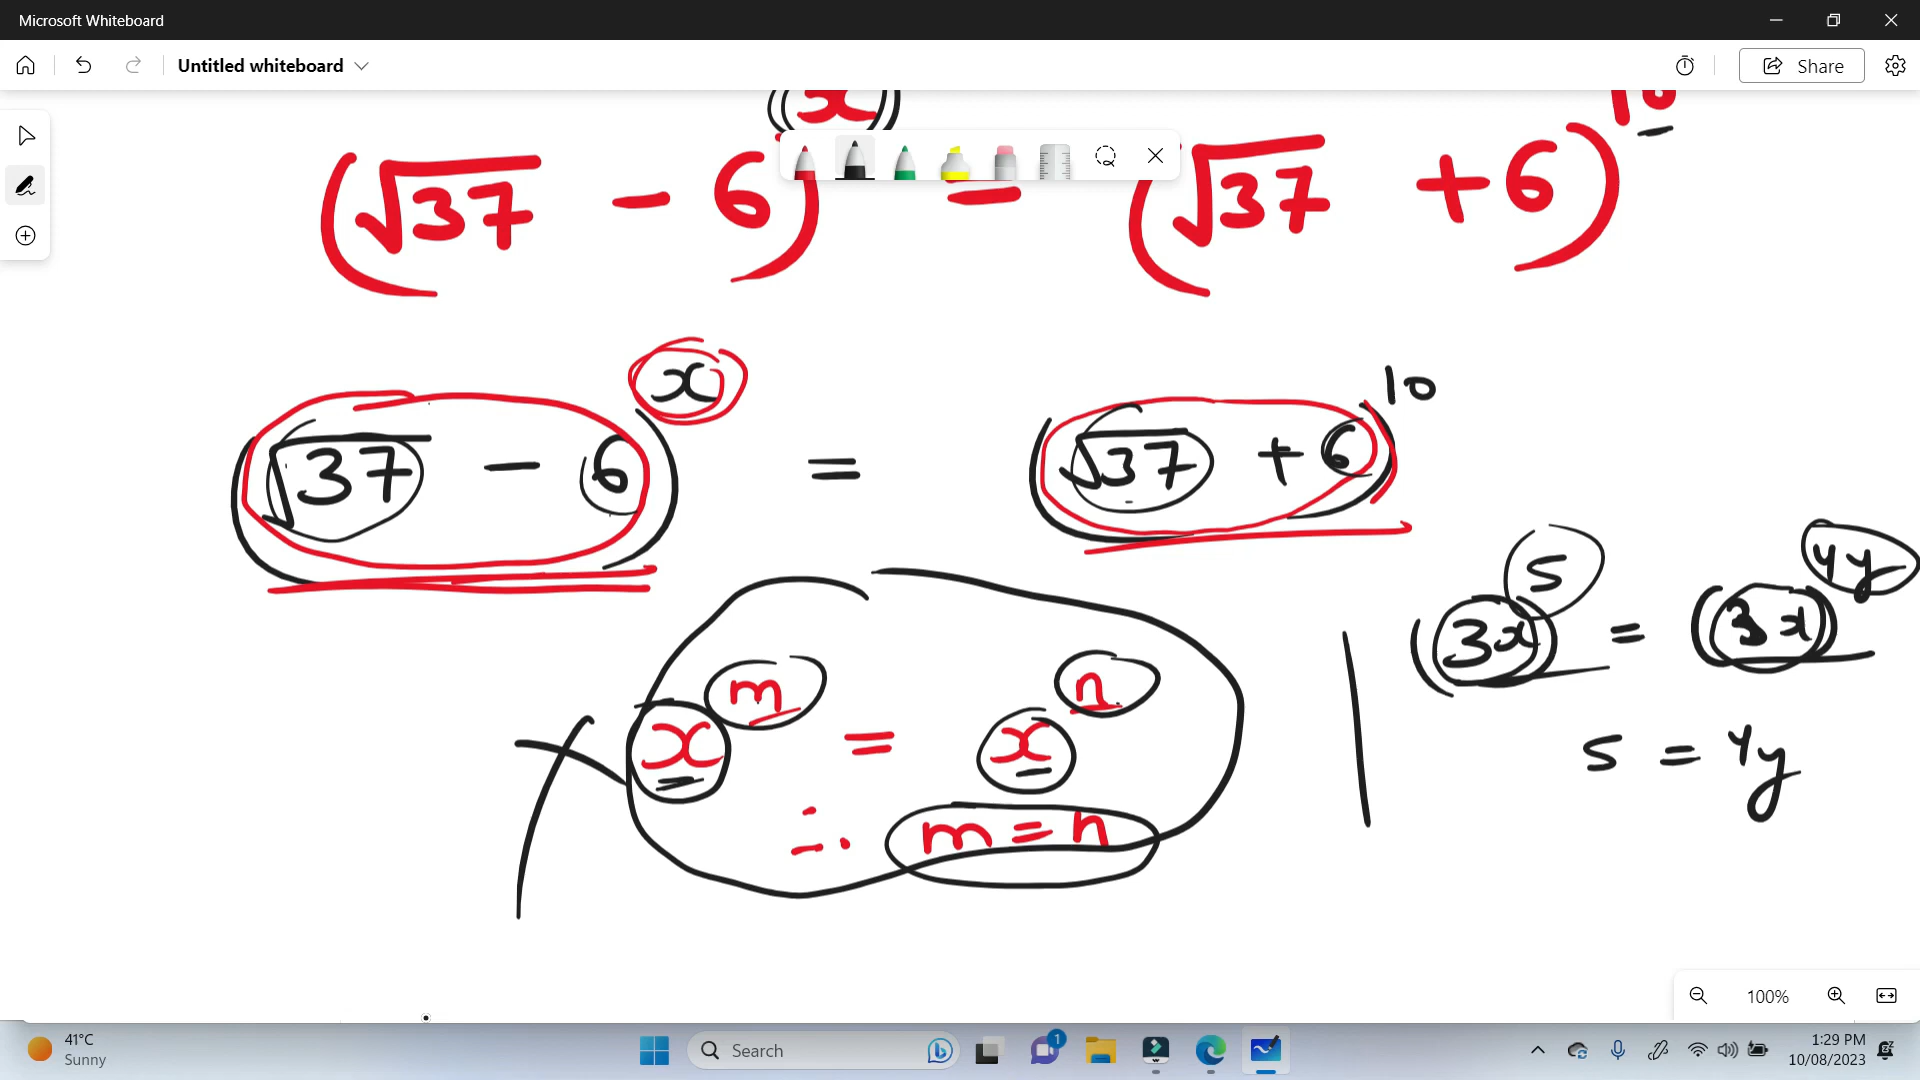 Microsoft Whiteboard
Untitled whiteboard
Share
(√37 - 6)^x = (√37 + 6)^10
(√37 - 6)^x = (√37 + 6)^10
(3x)^5 = (3x)^4y
x^m = x^n
5 = 4y
∴ m = n
100%
41°C
Sunny
Search
1
1:29 PM
10/08/2023